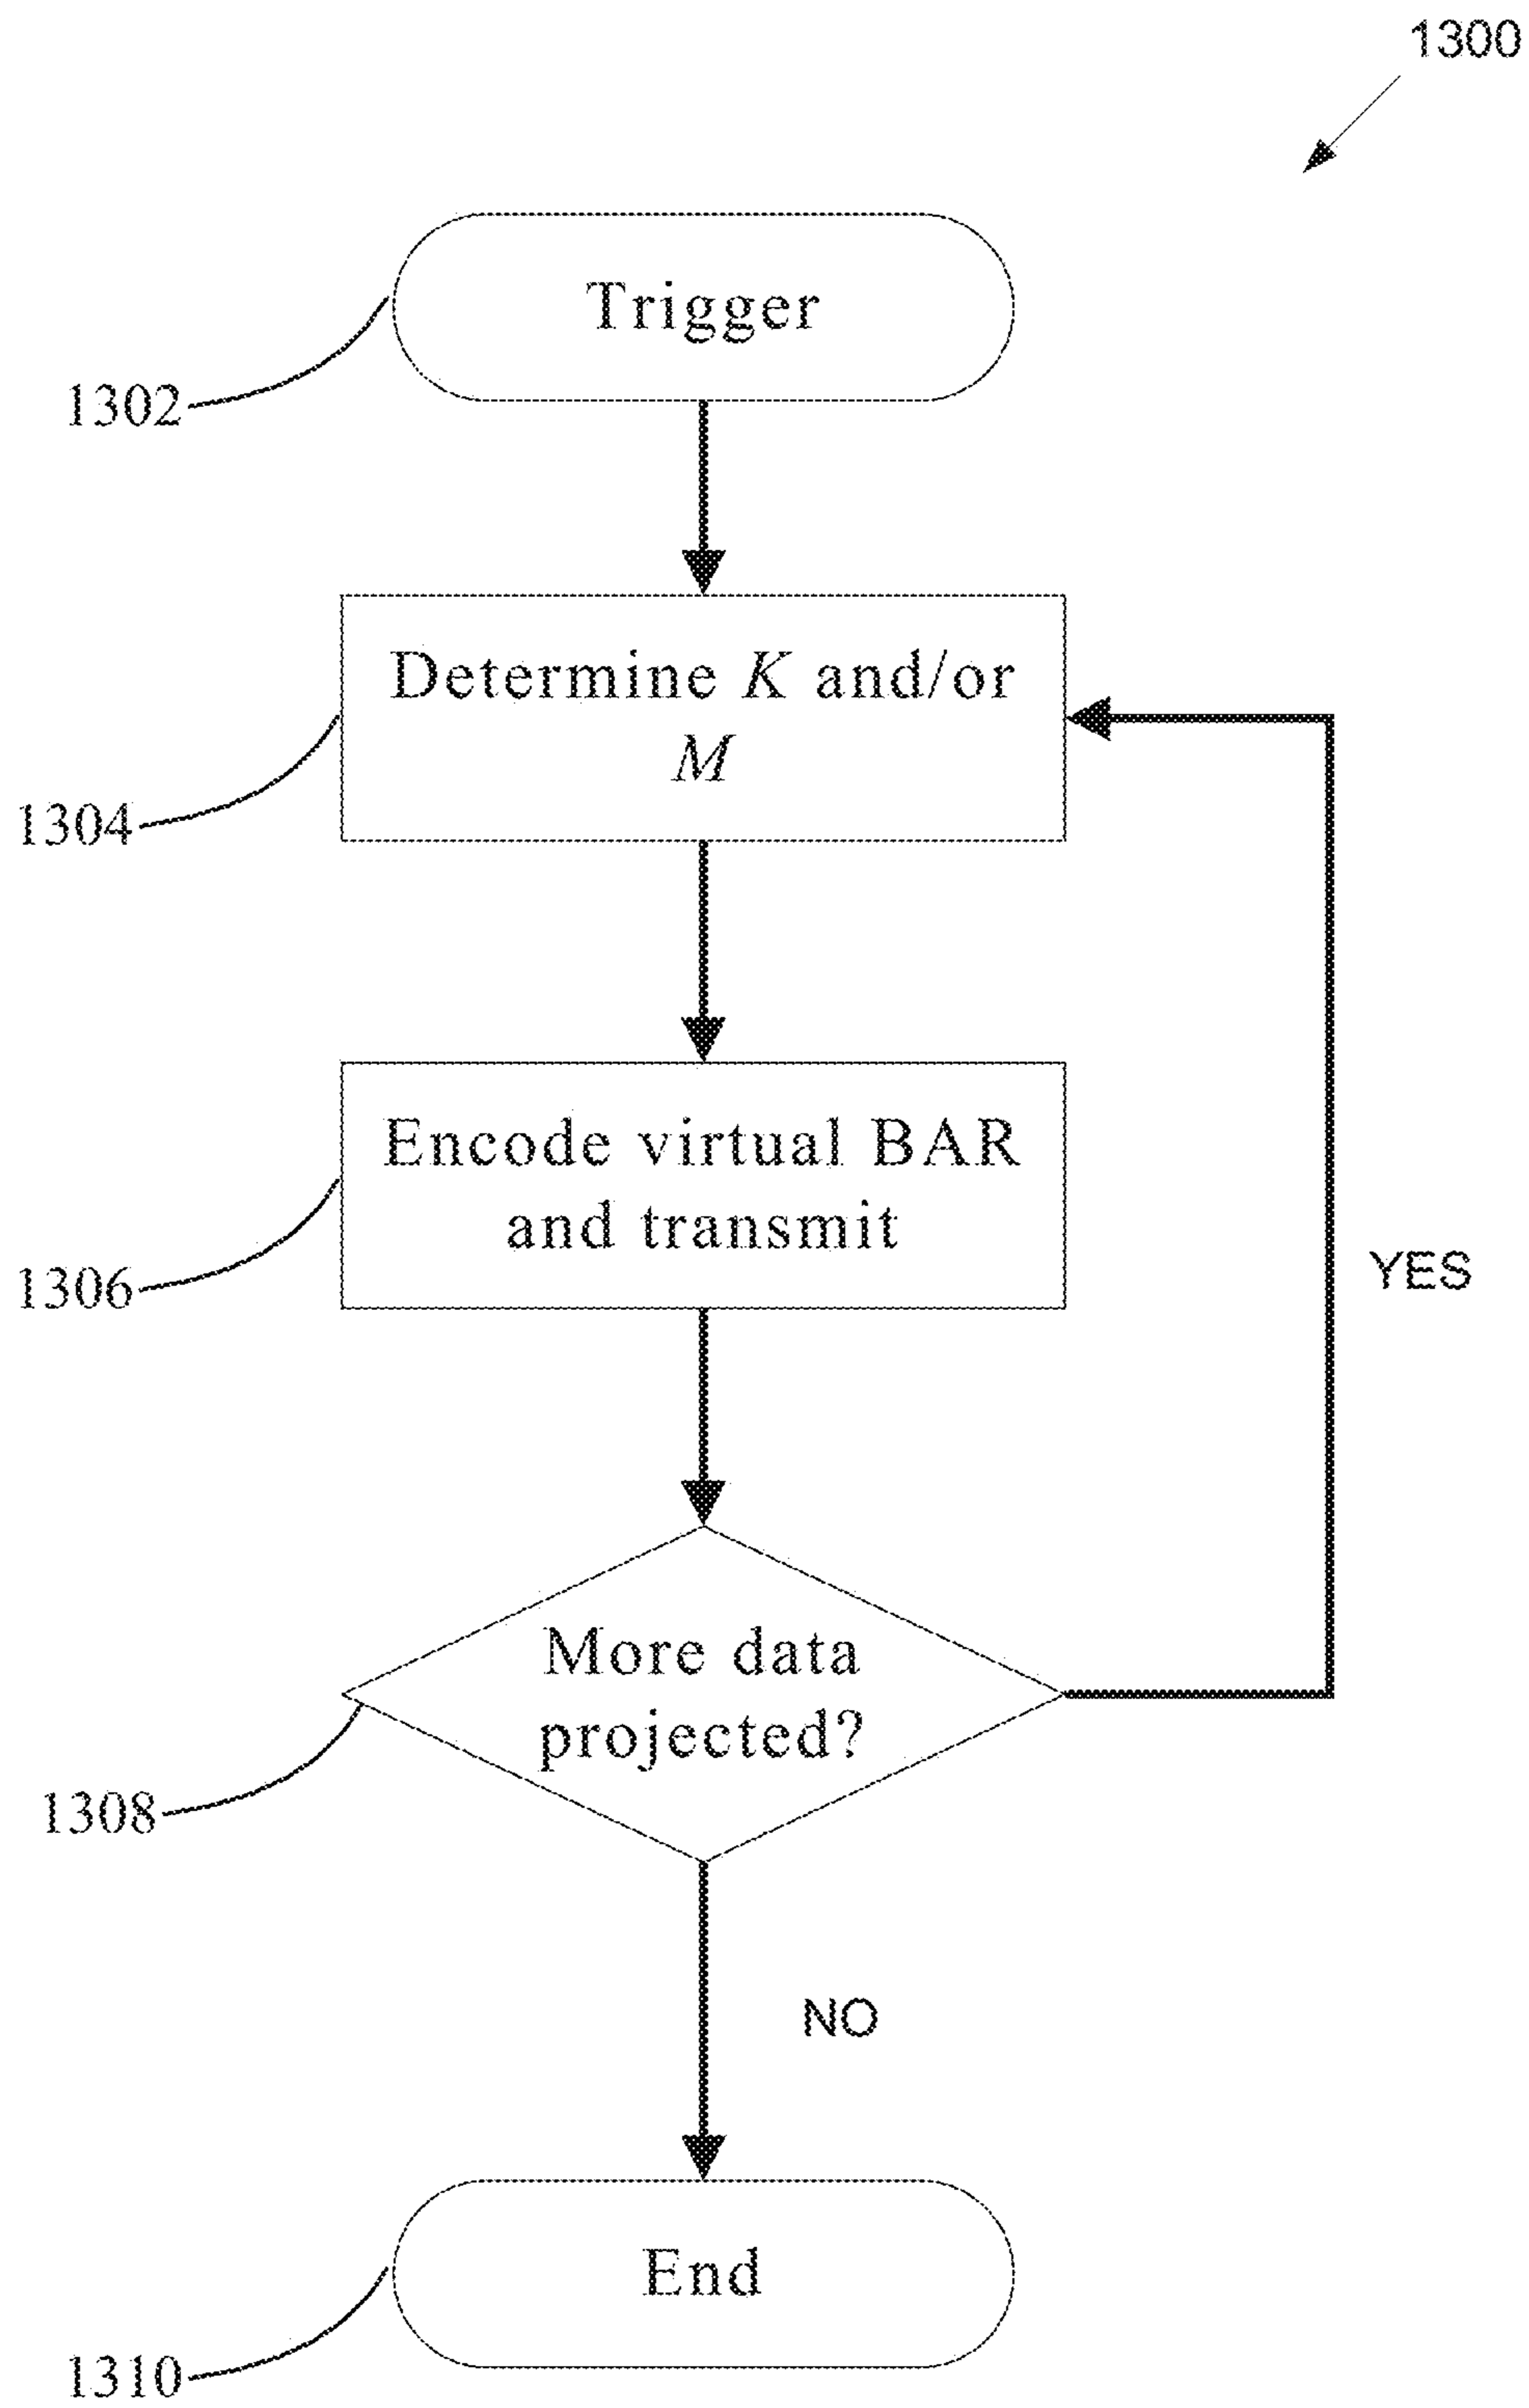 1300
Trigger
1302
Determine K and/or
M
1304
Encode virtual BAR
and transmit
1306
YES
More data
projected?
1308
NO
End
1310